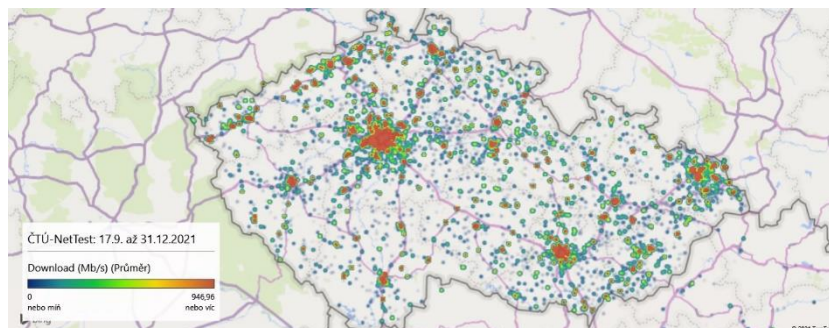 ČTÚ-NetTest: 17.9. až 31.12.2021
Download (Mb/s) (Průměr)
0 946,96
nebo míň nebo víc